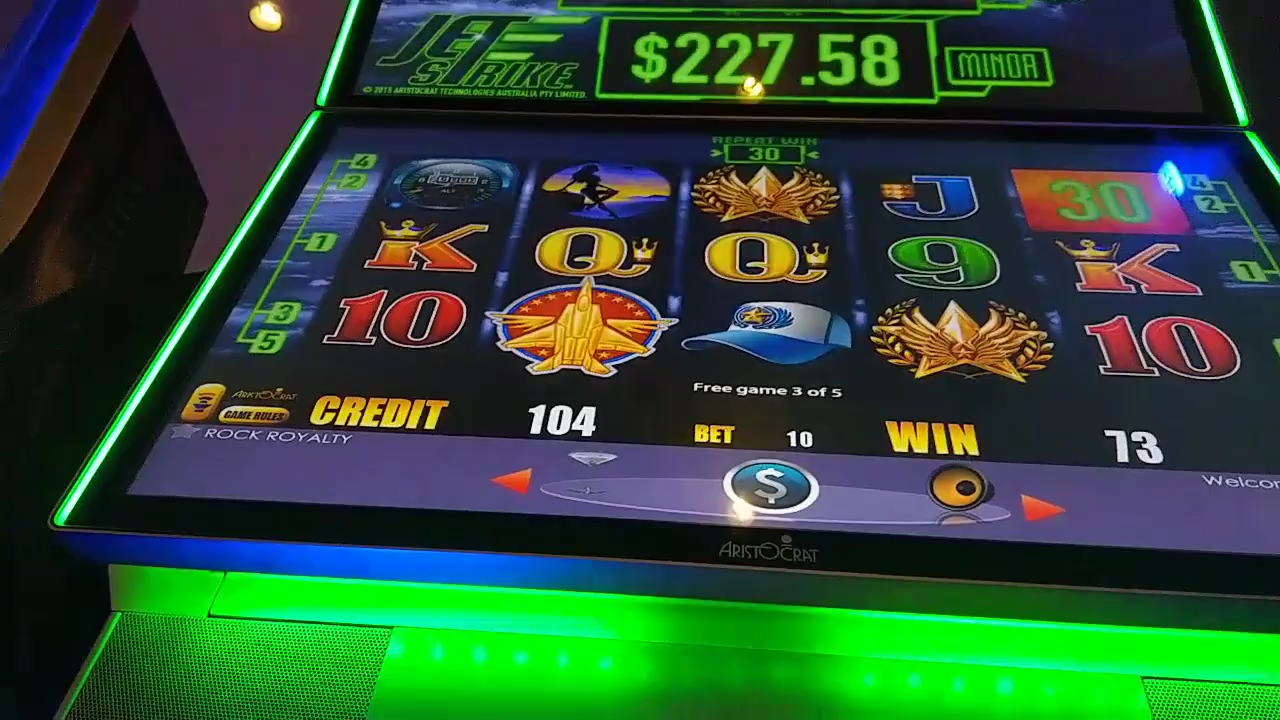 JET
STRIKE
$227.58
MINOR
© 2015 ARISTOCRAT TECHNOLOGIES AUSTRALIA PTY LIMITED.
REPEAT WIN
> 30 <
4
2
1
3
5
ALT
J
30
4
2
1
K
Q
Q
9
K
10
10
Free game 3 of 5
ARISTOCRAT
GAME RULES
CREDIT
104
BET
10
WIN
73
ROCK ROYALTY
$
Welcom
ARISTOCRAT